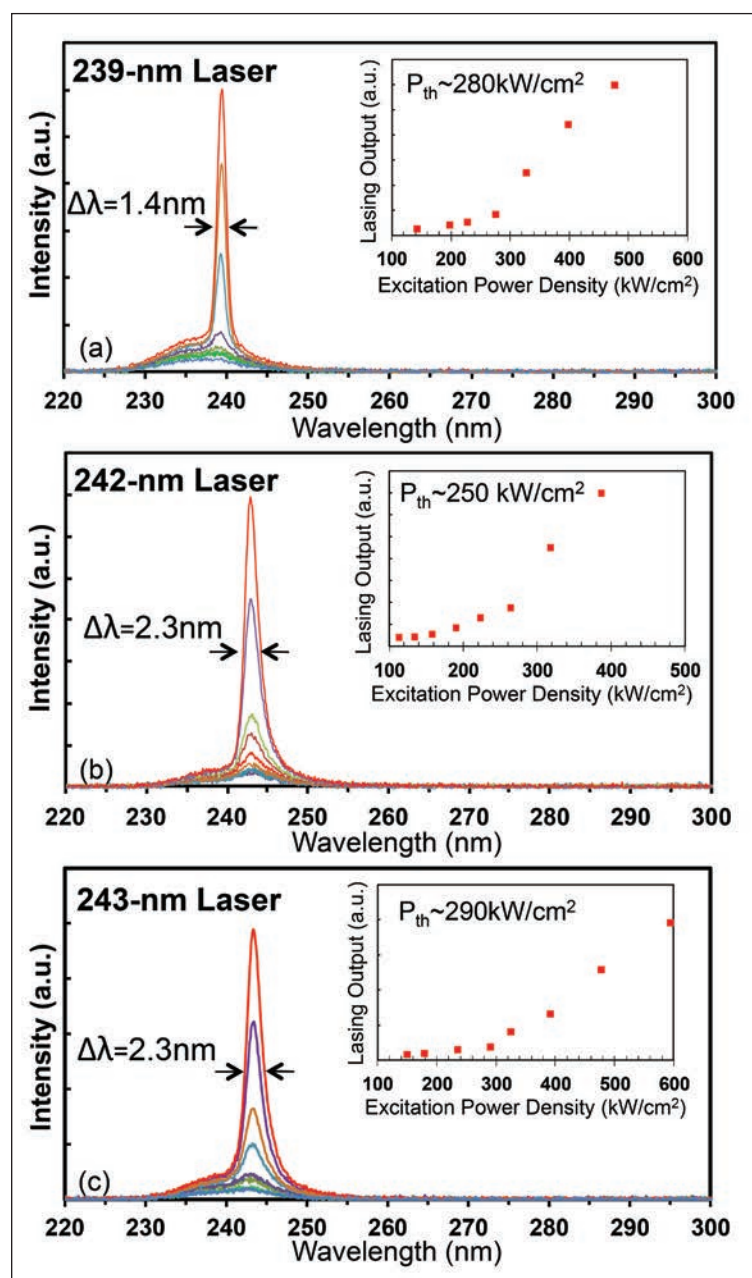 239-nm Laser
P_th~280kW/cm²
Δλ=1.4nm
Intensity (a.u.)
Lasing Output (a.u.)
100 200 300 400 500 600
Excitation Power Density (kW/cm²)
(a)
220 230 240 250 260 270 280 290 300
Wavelength (nm)
242-nm Laser
P_th~250 kW/cm²
Δλ=2.3nm
Intensity (a.u.)
Lasing Output (a.u.)
100 200 300 400 500
Excitation Power Density (kW/cm²)
(b)
220 230 240 250 260 270 280 290 300
Wavelength (nm)
243-nm Laser
P_th~290kW/cm²
Δλ=2.3nm
Intensity (a.u.)
Lasing Output (a.u.)
100 200 300 400 500 600
Excitation Power Density (kW/cm²)
(c)
220 230 240 250 260 270 280 290 300
Wavelength (nm)